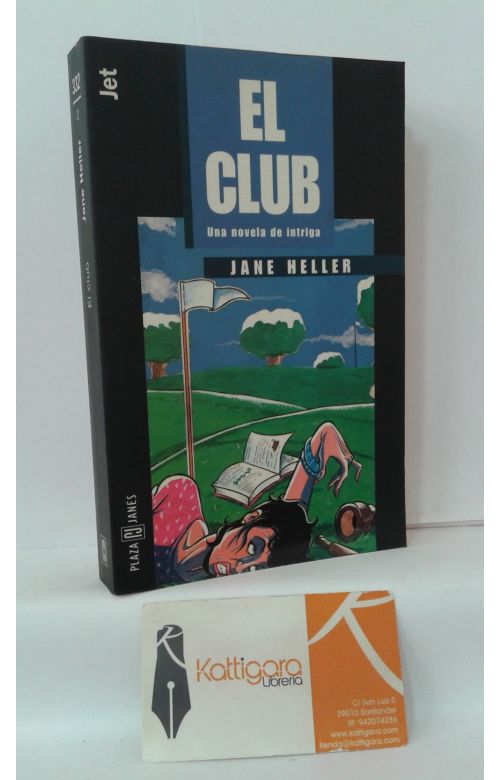 EL
CLUB
Una novela de intriga
JANE HELLER
Jet
Jane Heller
El club
PLAZA JANÉS
Kattigara
Librería
C/ San Luis 5
39010 Santander
tlf: 942074285
www.kattigara.com
tienda@kattigara.com